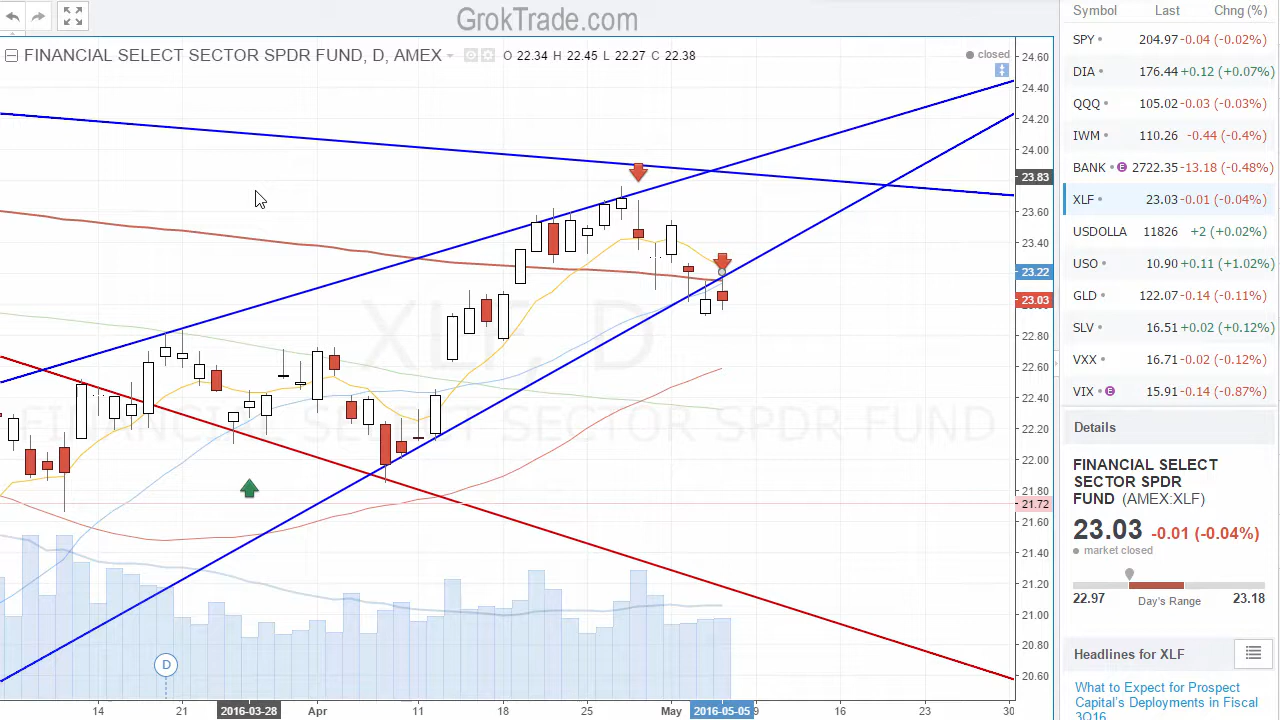 GrokTrade.com
FINANCIAL SELECT SECTOR SPDR FUND, D, AMEX O 22.34 H 22.45 L 22.27 C 22.38
closed
24.60
24.40
24.20
24.00
23.83
23.60
23.40
23.22
23.03
22.80
22.60
22.40
22.20
22.00
21.80
21.72
21.60
21.40
21.20
21.00
20.80
20.60
XLF, D
FINANCIAL SELECT SECTOR SPDR FUND
D
14 21 2016-03-28 Apr 11 18 25 May 2016-05-05 9 16 23 30
Symbol Last Chng (%)
SPY 204.97 -0.04 (-0.02%)
DIA 176.44 +0.12 (+0.07%)
QQQ 105.02 -0.03 (-0.03%)
IWM 110.26 -0.44 (-0.4%)
BANK E 2722.35 -13.18 (-0.48%)
XLF 23.03 -0.01 (-0.04%)
USDOLLA 11826 +2 (+0.02%)
USO 10.90 +0.11 (+1.02%)
GLD 122.07 -0.14 (-0.11%)
SLV 16.51 +0.02 (+0.12%)
VXX 16.71 -0.02 (-0.12%)
VIX E 15.91 -0.14 (-0.87%)
Details
FINANCIAL SELECT
SECTOR SPDR
FUND (AMEX:XLF)
23.03 -0.01 (-0.04%)
market closed
22.97 Day's Range 23.18
Headlines for XLF
What to Expect for Prospect
Capital's Deployments in Fiscal
3Q16